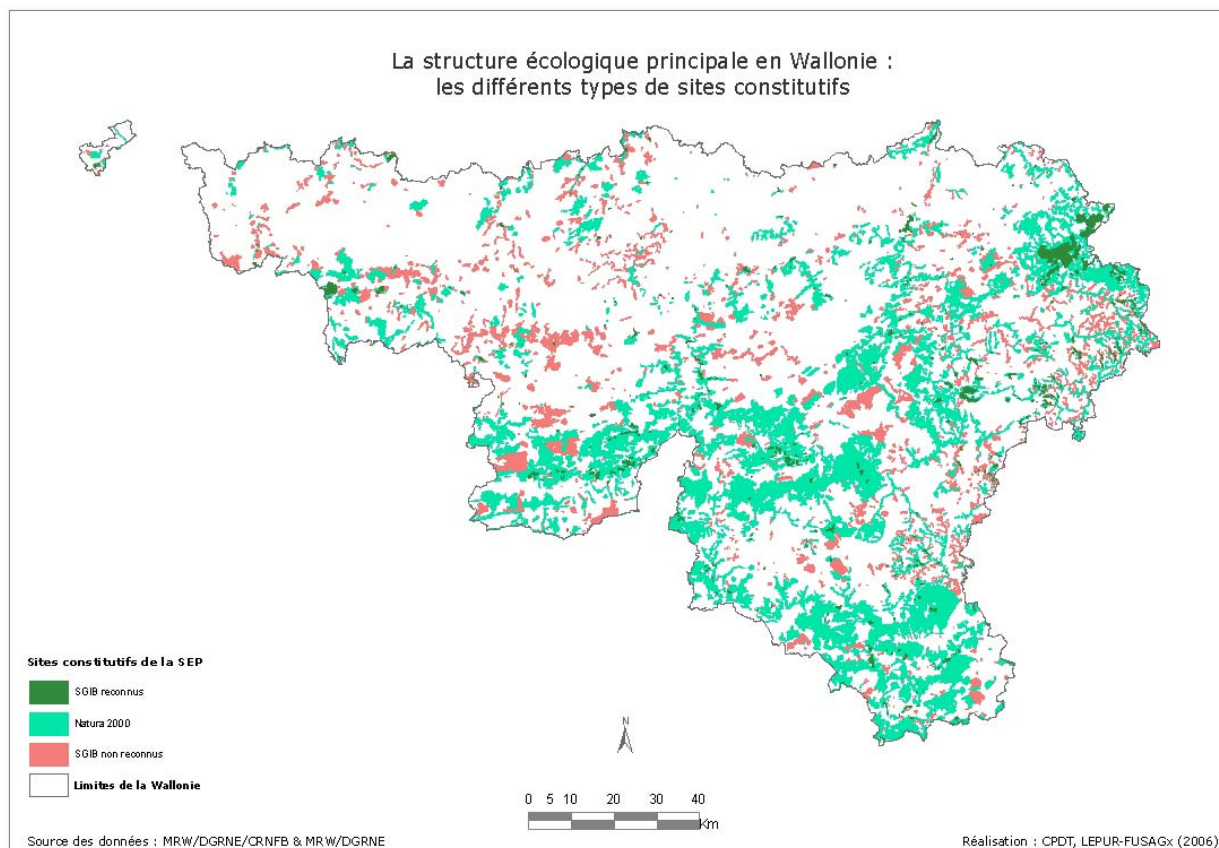 La structure écologique principale en Wallonie :
les différents types de sites constitutifs
Sites constitutifs de la SEP
SGIB reconnus
Natura 2000
SGIB non reconnus
Limites de la Wallonie
N
0 5 10 20 30 40
Km
Source des données : MRW/DGRNE/CRNFB & MRW/DGRNE
Réalisation : CPDT, LEPUR-FUSAGx (2006)